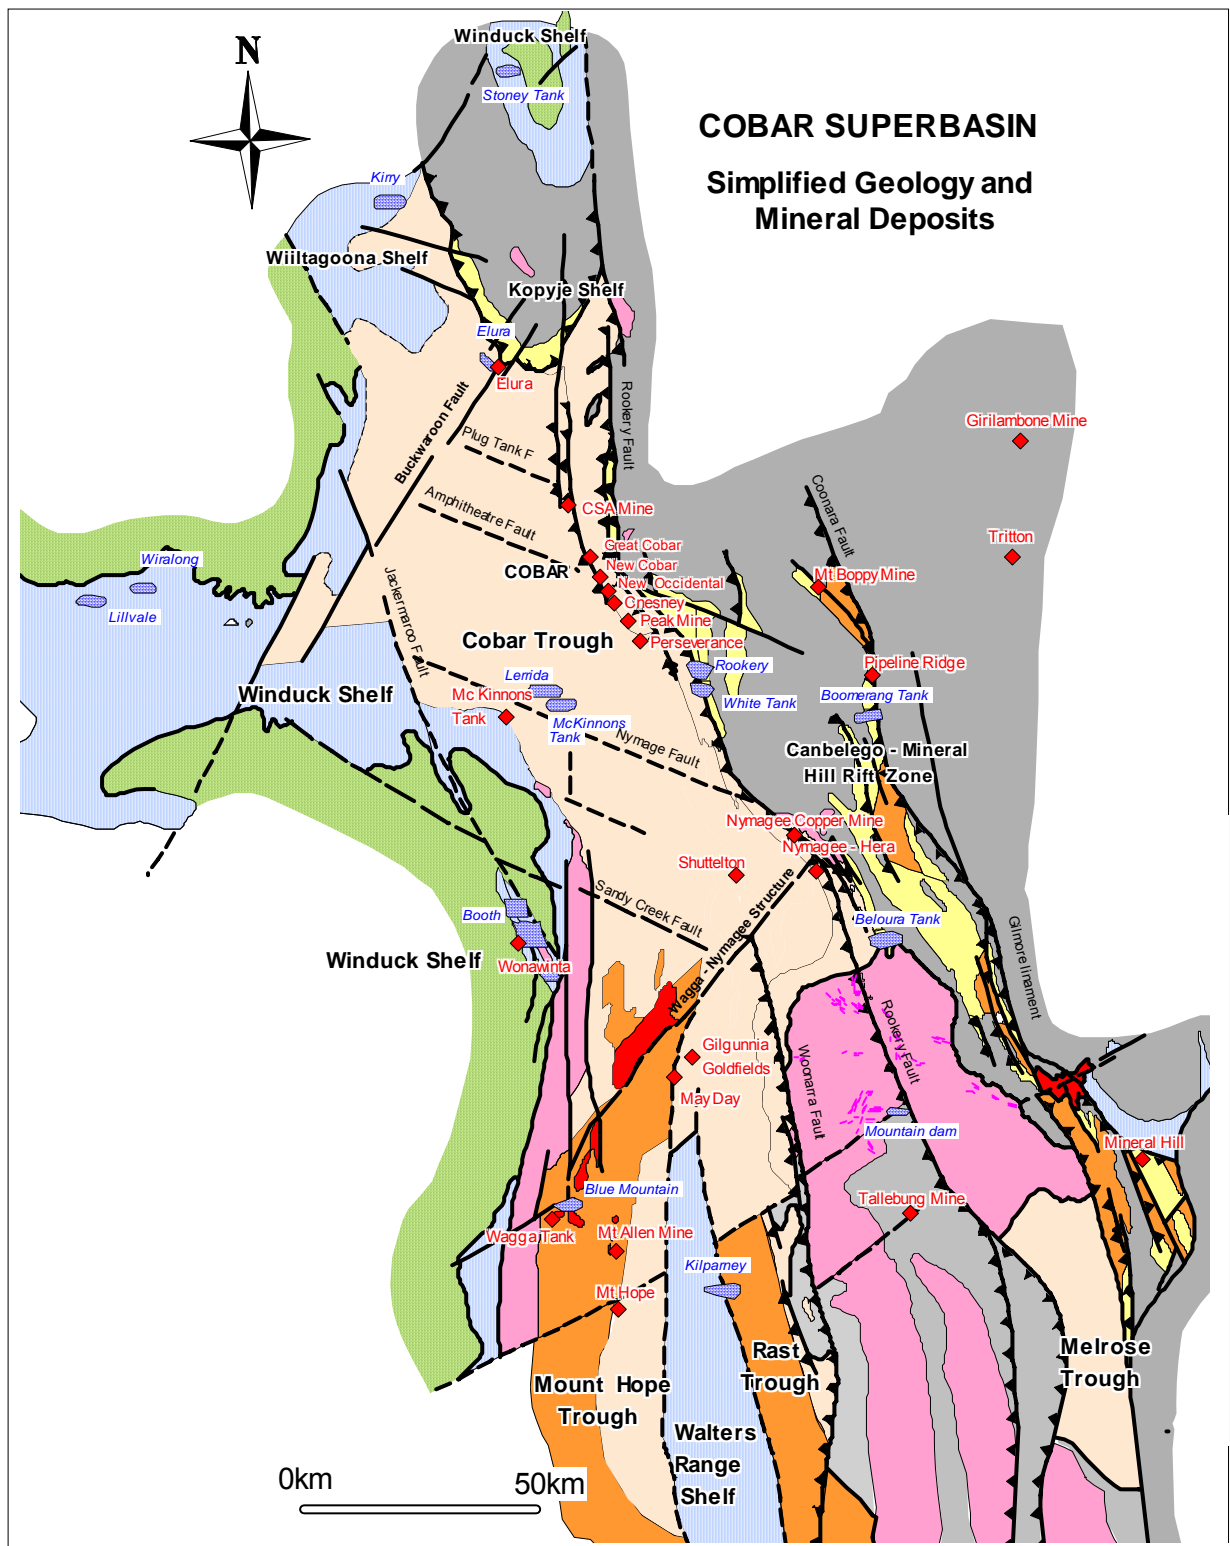 Winduck Shelf
N
Stoney Tank
COBAR SUPERBASIN
Simplified Geology and
Mineral Deposits
Kirry
Wiiltagoona Shelf
Kopyje Shelf
Elura
Elura
Rookery Fault
Buckwaroon Fault
Plug Tank F
Girilambone Mine
Coonara Fault
Amphitheatre Fault
CSA Mine
Tritton
Great Cobar
COBAR
New Cobar
New Occidental
Chesney
Peak Mine
Perseverance
Mt Boppy Mine
Wiralong
Lillvale
Jackermaroo Fault
Cobar Trough
Rookery
White Tank
Pipeline Ridge
Boomerang Tank
Lerrida
Winduck Shelf
Mc Kinnons
Tank
McKinnons
Tank
Nymage Fault
Canbelego - Mineral
Hill Rift Zone
Nymagee Copper Mine
Nymagee - Hera
Shuttelton
Sandy Creek Fault
Wagga - Nymagee Structure
Booth
Beloura Tank
Gilmore linament
Winduck Shelf
Wonawinta
Rookery Fault
Woonarra Fault
Gilgunnia
Goldfields
May Day
Mountain dam
Mineral Hill
Blue Mountain
Tallebung Mine
Wagga Tank
Mt Allen Mine
Kilparney
Mt Hope
Rast
Trough
Melrose
Trough
Mount Hope
Trough
Walters
Range
Shelf
0km
50km